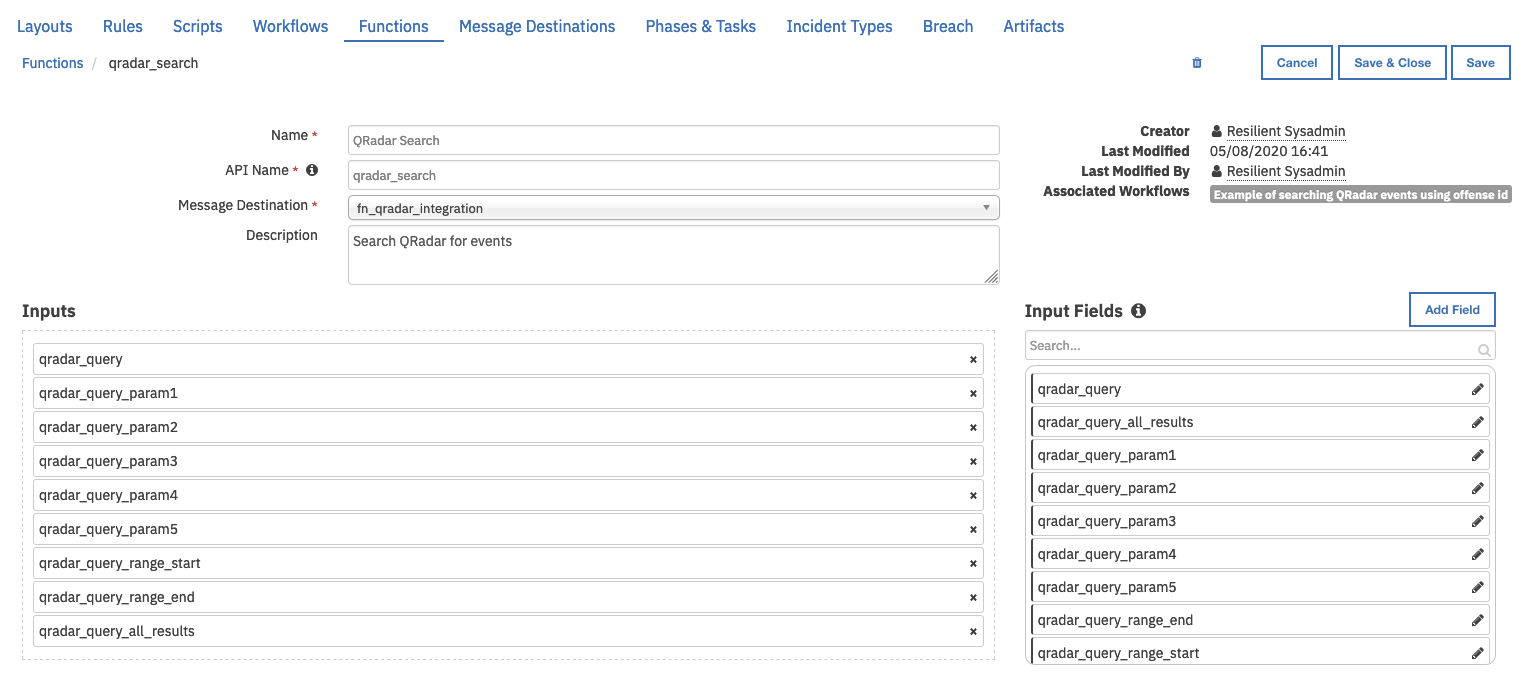 Layouts Rules Scripts Workflows Functions Message Destinations Phases & Tasks Incident Types Breach Artifacts
Functions / qradar_search
Cancel Save & Close Save
Name *
QRadar Search
API Name *
qradar_search
Message Destination *
fn_qradar_integration
Description
Search QRadar for events
Creator Resilient Sysadmin
Last Modified 05/08/2020 16:41
Last Modified By Resilient Sysadmin
Associated Workflows Example of searching QRadar events using offense id
Inputs
qradar_query ×
qradar_query_param1 ×
qradar_query_param2 ×
qradar_query_param3 ×
qradar_query_param4 ×
qradar_query_param5 ×
qradar_query_range_start ×
qradar_query_range_end ×
qradar_query_all_results ×
Input Fields
Add Field
Search...
qradar_query
qradar_query_all_results
qradar_query_param1
qradar_query_param2
qradar_query_param3
qradar_query_param4
qradar_query_param5
qradar_query_range_end
qradar_query_range_start